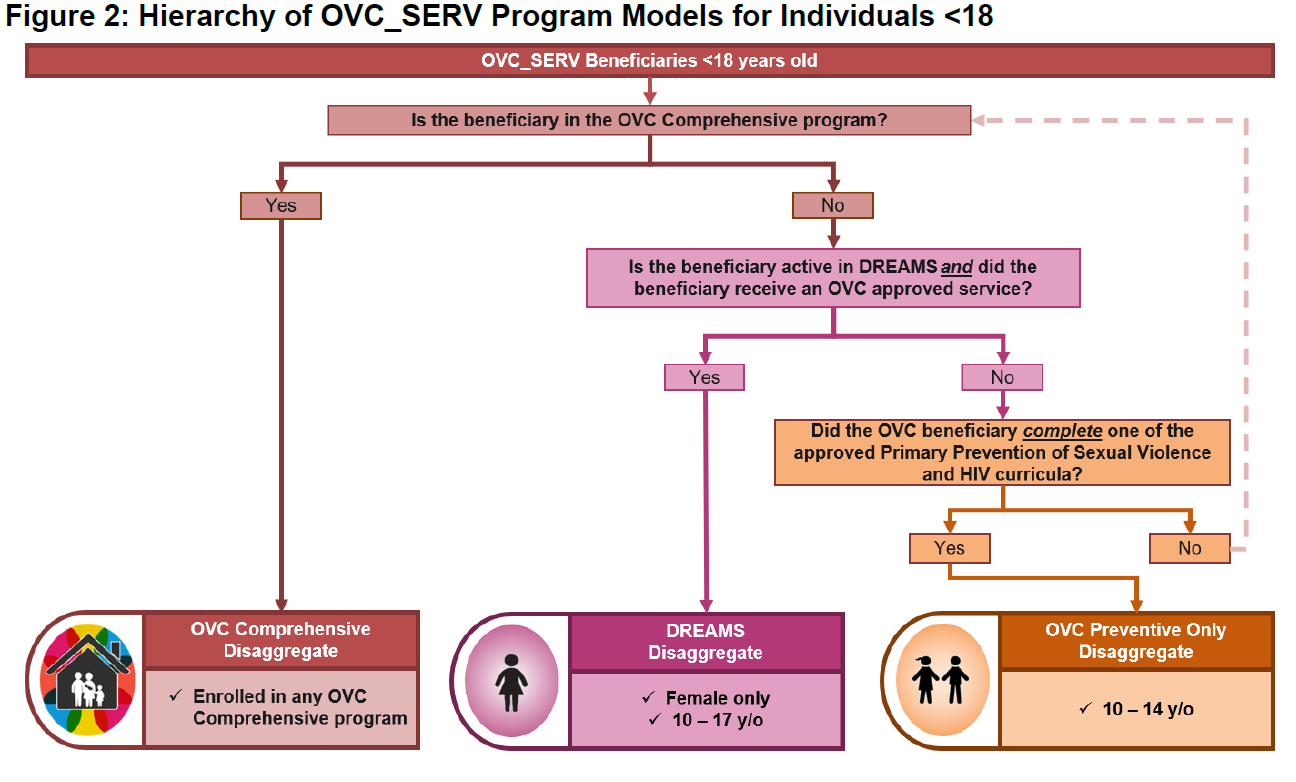 Figure 2: Hierarchy of OVC_SERV Program Models for Individuals <18
OVC_SERV Beneficiaries <18 years old
Is the beneficiary in the OVC Comprehensive program?
Yes
No
Is the beneficiary active in DREAMS and did the
beneficiary receive an OVC approved service?
Yes
No
Did the OVC beneficiary complete one of the
approved Primary Prevention of Sexual Violence
and HIV curricula?
Yes
No
OVC Comprehensive
Disaggregate
✓ Enrolled in any OVC
Comprehensive program
DREAMS
Disaggregate
✓ Female only
✓ 10 – 17 y/o
OVC Preventive Only
Disaggregate
✓ 10 – 14 y/o